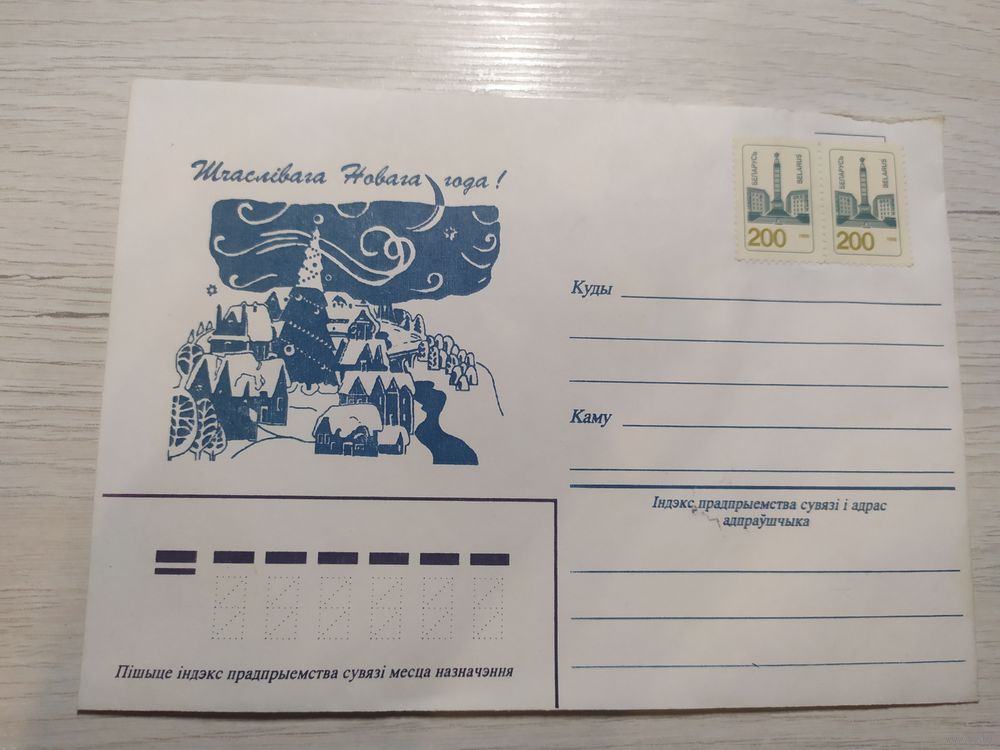 Шчаслівага Новага года!
БЕЛАРУСЬ
BELARUS
200
БЕЛАРУСЬ
BELARUS
200
Куды
Каму
Індэкс прадпрыемства сувязі і адрас
адпраўшчыка
Пішыце індэкс прадпрыемства сувязі месца назначэння